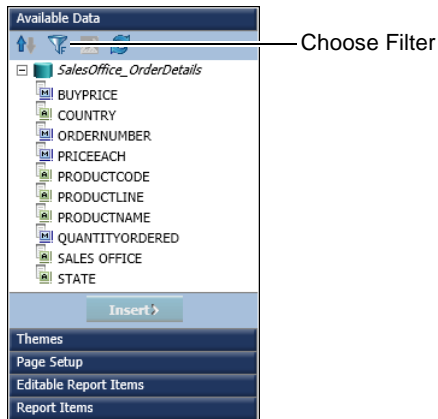 Available Data
Choose Filter
SalesOffice_OrderDetails
BUYPRICE
COUNTRY
ORDERNUMBER
PRICEEACH
PRODUCTCODE
PRODUCTLINE
PRODUCTNAME
QUANTITYORDERED
SALES OFFICE
STATE
Insert
Themes
Page Setup
Editable Report Items
Report Items